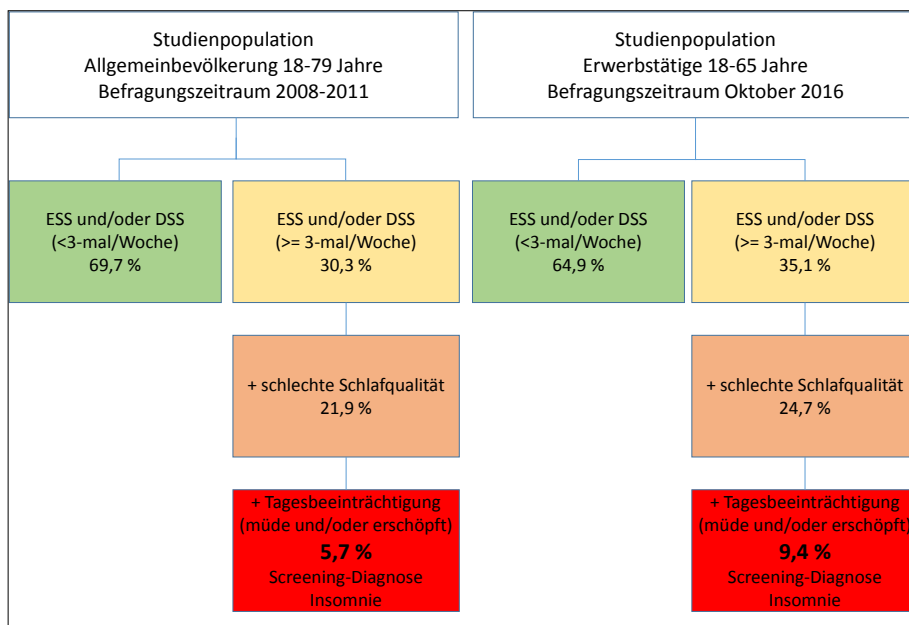 Studienpopulation
Allgemeinbevölkerung 18-79 Jahre
Befragungszeitraum 2008-2011
Studienpopulation
Erwerbstätige 18-65 Jahre
Befragungszeitraum Oktober 2016
ESS und/oder DSS
(<3-mal/Woche)
69,7 %
ESS und/oder DSS
(>= 3-mal/Woche)
30,3 %
ESS und/oder DSS
(<3-mal/Woche)
64,9 %
ESS und/oder DSS
(>= 3-mal/Woche)
35,1 %
+ schlechte Schlafqualität
21,9 %
+ schlechte Schlafqualität
24,7 %
+ Tagesbeeinträchtigung
(müde und/oder erschöpft)
5,7 %
Screening-Diagnose
Insomnie
+ Tagesbeeinträchtigung
(müde und/oder erschöpft)
9,4 %
Screening-Diagnose
Insomnie